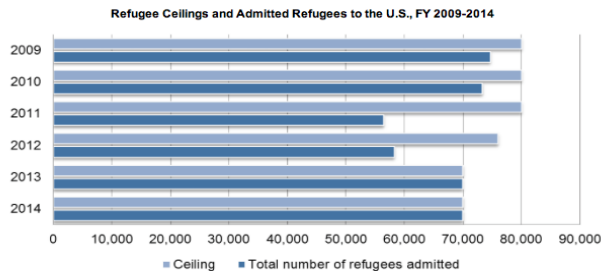 Refugee Ceilings and Admitted Refugees to the U.S., FY 2009-2014
2009
2010
2011
2012
2013
2014
0 10,000 20,000 30,000 40,000 50,000 60,000 70,000 80,000 90,000
Ceiling Total number of refugees admitted